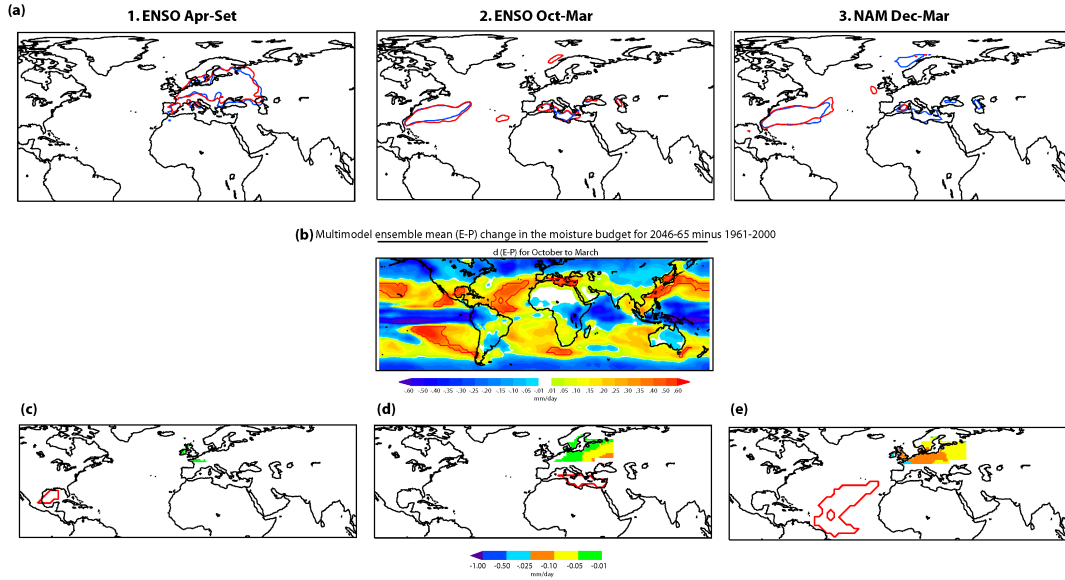 (a)
1. ENSO Apr-Set
2. ENSO Oct-Mar
3. NAM Dec-Mar
(b) Multimodel ensemble mean (E-P) change in the moisture budget for 2046-65 minus 1961-2000
d (E-P) for October to March
-.60 -.50 -.40 -.35 -.30 -.25 -.20 -.15 -.10 -.05 -.01 .01 .05 .10 .15 .20 .25 .30 .35 .40 .50 .60
mm/day
(c)
(d)
(e)
-1.00 -0.50 -.025 -0.10 -0.05 -0.01
mm/day